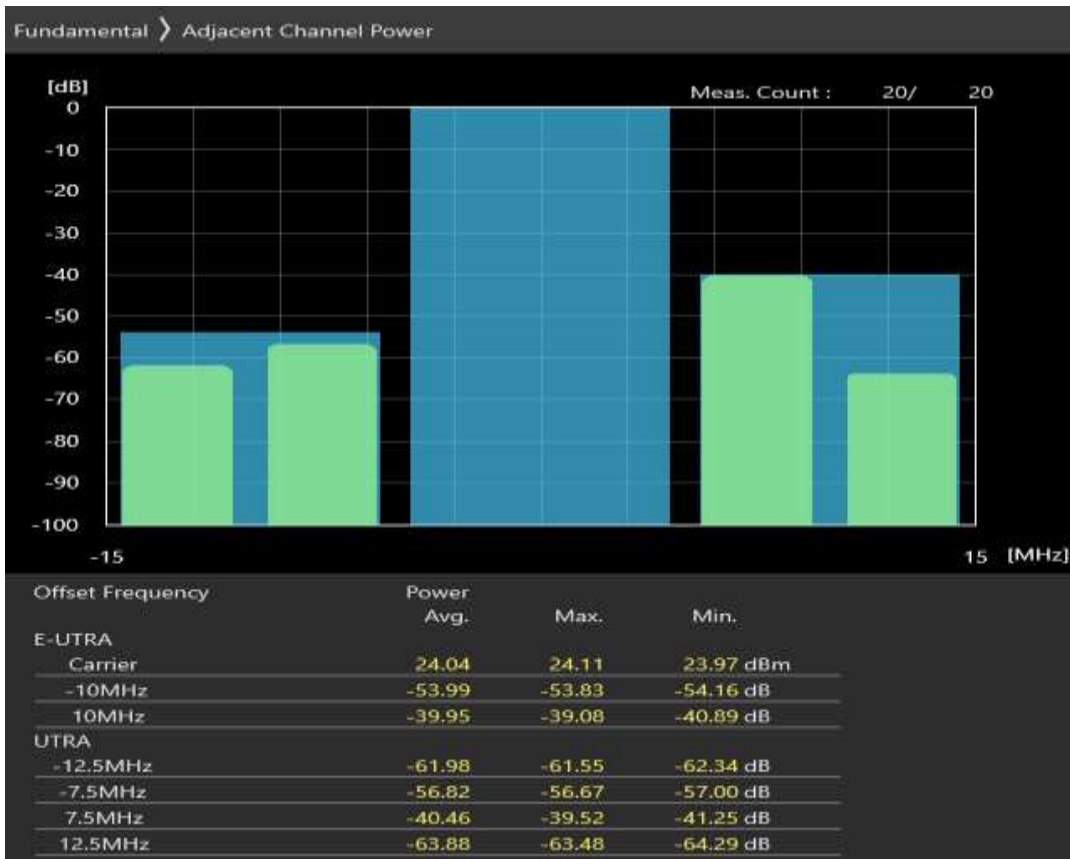 Fundamental > Adjacent Channel Power
[dB]
Meas. Count : 20/ 20
0
-10
-20
-30
-40
-50
-60
-70
-80
-90
-100
-15 15 [MHz]
Offset Frequency Power
Avg. Max. Min.
E-UTRA
Carrier 24.04 24.11 23.97 dBm
-10MHz -53.99 -53.83 -54.16 dB
10MHz -39.95 -39.08 -40.89 dB
UTRA
-12.5MHz -61.98 -61.55 -62.34 dB
-7.5MHz -56.82 -56.67 -57.00 dB
7.5MHz -40.46 -39.52 -41.25 dB
12.5MHz -63.88 -63.48 -64.29 dB